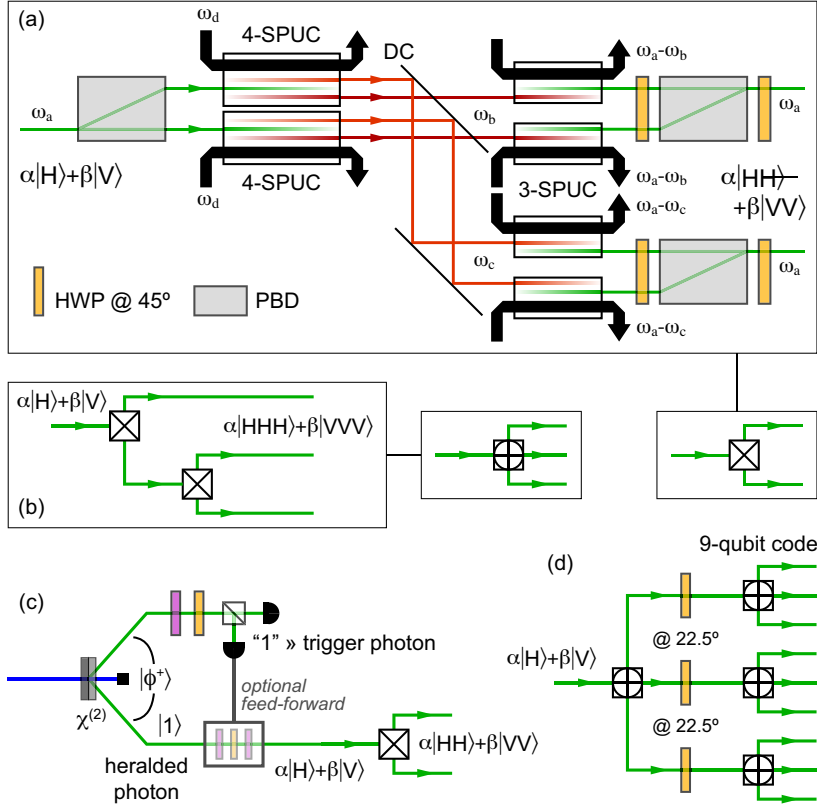 (a)
ω_d
4-SPUC
DC
ω_a-ω_b
ω_a
ω_b
ω_a
α|H⟩+β|V⟩
4-SPUC
ω_d
3-SPUC
ω_a-ω_b
ω_a-ω_c
α|HH⟩
+β|VV⟩
ω_c
ω_a
HWP @ 45º
PBD
ω_a-ω_c
α|H⟩+β|V⟩
α|HHH⟩+β|VVV⟩
(b)
(c)
"1" » trigger photon
|ϕ⁺⟩
optional
feed-forward
χ⁽²⁾
|1⟩
heralded
photon
α|H⟩+β|V⟩
α|HH⟩+β|VV⟩
(d)
9-qubit code
@ 22.5º
α|H⟩+β|V⟩
@ 22.5º